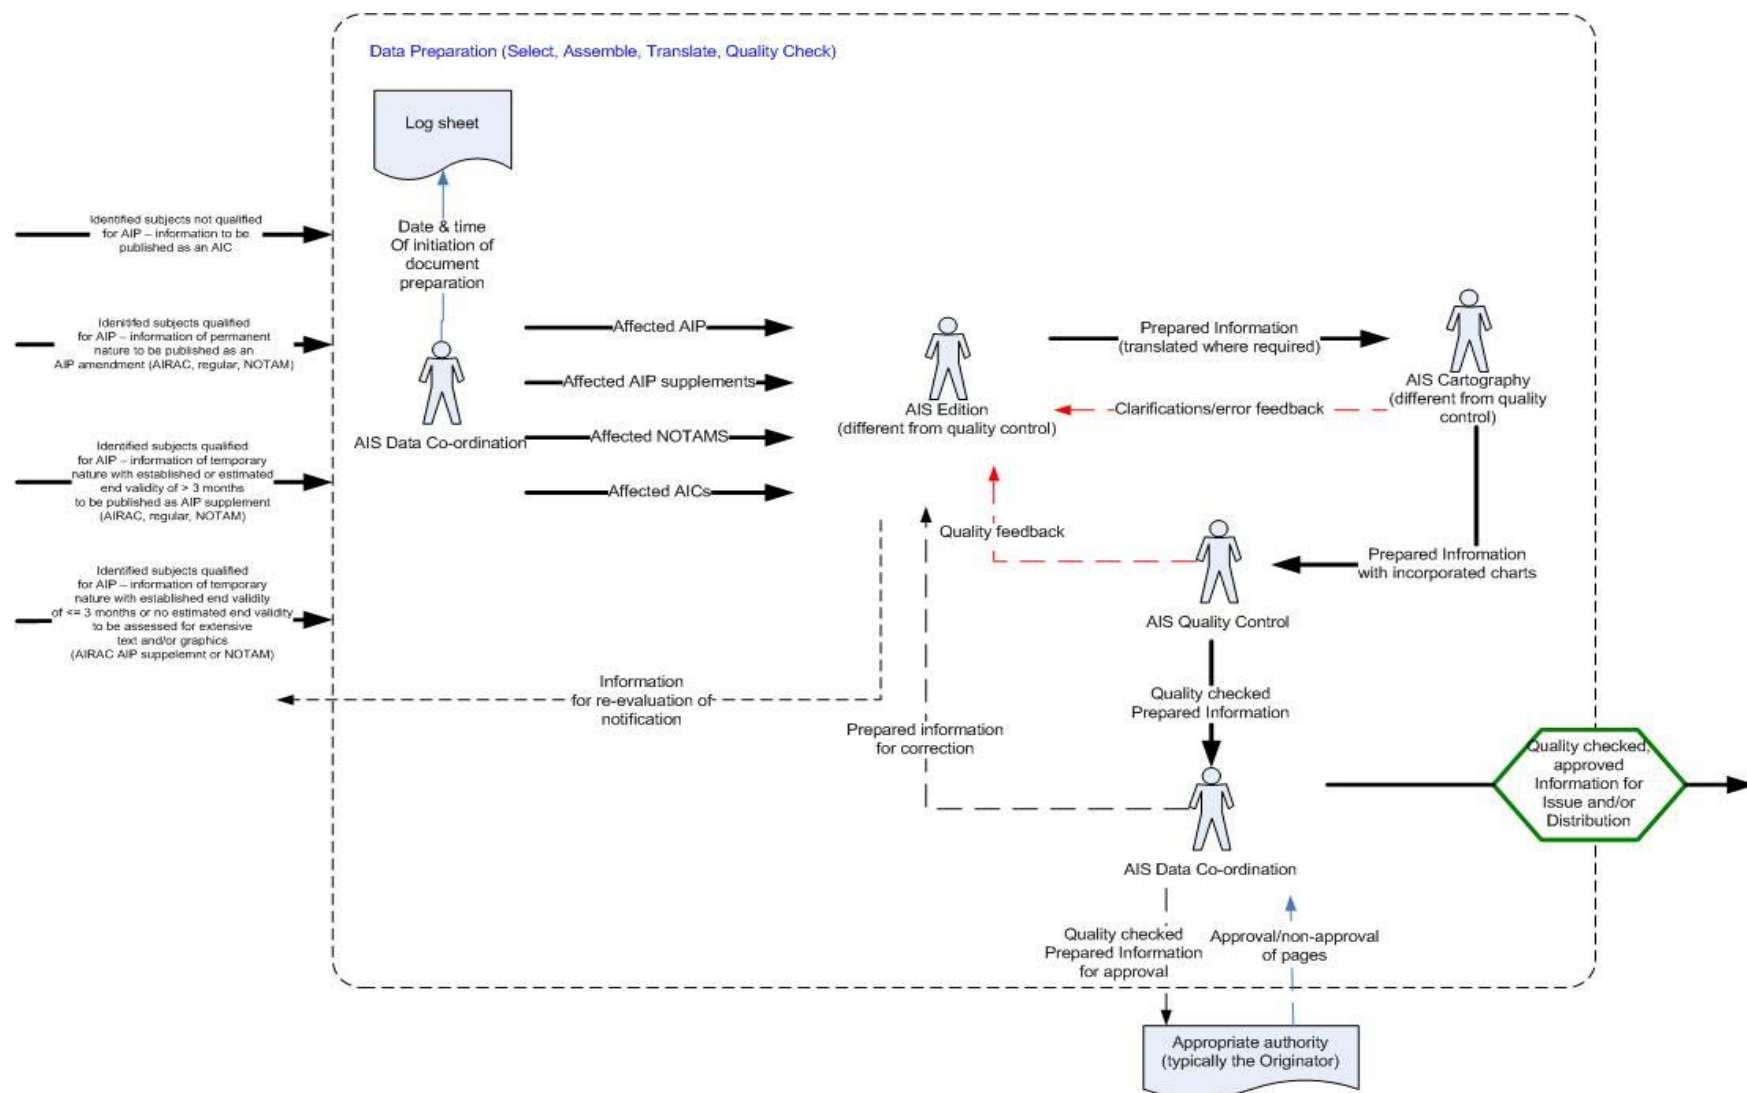 Data Preparation (Select, Assemble, Translate, Quality Check)
Log sheet
Date & time
Of initiation of
document
preparation
AIS Data Co-ordination
Identified subjects not qualified
for AIP – information to be
published as an AIC
Idenitifed subjects qualified
for AIP – information of permanent
nature to be published as an
AIP amendment (AIRAC, regular, NOTAM)
Identified subjects qualified
for AIP – information of temporary
nature with established or estimated
end validity of > 3 months
to be published as AIP supplement
(AIRAC, regular, NOTAM)
Identified subjects qualified
for AIP – information of temporary
nature with established end validity
of <= 3 months or no estimated end validity
to be assessed for extensive
text and/or graphics
(AIRAC AIP suppelemnt or NOTAM)
Affected AIP
Affected AIP supplements
Affected NOTAMS
Affected AICs
AIS Edition
(different from quality control)
Prepared Information
(translated where required)
Clarifications/error feedback
AIS Cartography
(different from quality
control)
Quality feedback
Prepared Infromation
with incorporated charts
AIS Quality Control
Information
for re-evaluation of
notification
Prepared information
for correction
Quality checked
Prepared Information
AIS Data Co-ordination
Quality checked,
approved
Information for
Issue and/or
Distribution
Quality checked
Prepared Information
for approval
Approval/non-approval
of pages
Appropriate authority
(typically the Originator)